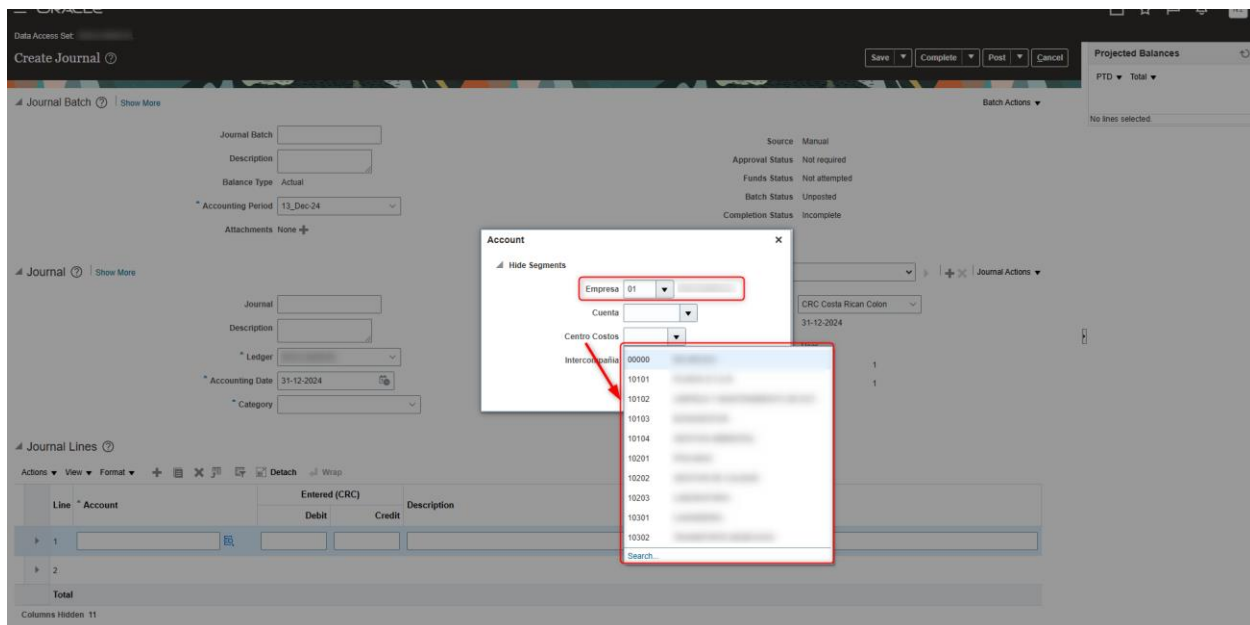 ORACLE
Data Access Set:
Create Journal
Save Complete Post Cancel
Projected Balances
PTD Total
No lines selected.
Journal Batch Show More
Batch Actions
Journal Batch
Description
Balance Type Actual
* Accounting Period 13_Dec-24
Attachments None
Source Manual
Approval Status Not required
Funds Status Not attempted
Batch Status Unposted
Completion Status Incomplete
Journal Show More
Journal Actions
Journal
Description
* Ledger
* Accounting Date 31-12-2024
* Category
CRC Costa Rican Colon
31-12-2024
1
1
Account
Hide Segments
Empresa 01
Cuenta
Centro Costos
Intercompañia
00000
10101
10102
10103
10104
10201
10202
10203
10301
10302
Search...
Journal Lines
Actions View Format Detach Wrap
Line * Account Entered (CRC) Description
Debit Credit
1
2
Total
Columns Hidden 11